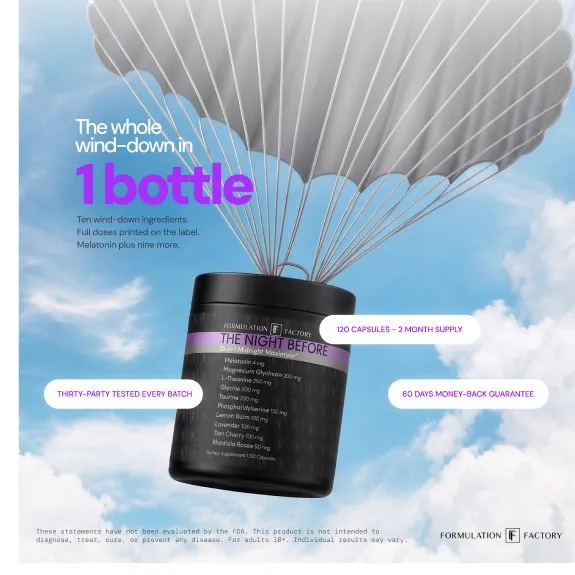 The whole
wind-down in
1 bottle
Ten wind-down ingredients.
Full doses printed on the label.
Melatonin plus nine more.
120 CAPSULES - 2 MONTH SUPPLY
FORMULATION F FACTORY
THE NIGHT BEFORE
10-in-1 Midnight Maximizer
Melatonin 4 mg
Magnesium Glycinate 300 mg
L-Theanine 250 mg
Glycine 200 mg
Taurine 200 mg
Phosphatidylserine 150 mg
Lemon Balm 100 mg
Lavender 100 mg
Tart Cherry 100 mg
Rhodiola Rosea 50 mg
Dietary Supplement | 120 Capsules
THIRTY-PARTY TESTED EVERY BATCH
60 DAYS MONEY-BACK GUARANTEE
These statements have not been evaluated by the FDA. This product is not intended to
diagnose, treat, cure, or prevent any disease. For adults 18+. Individual results may vary.
FORMULATION F FACTORY